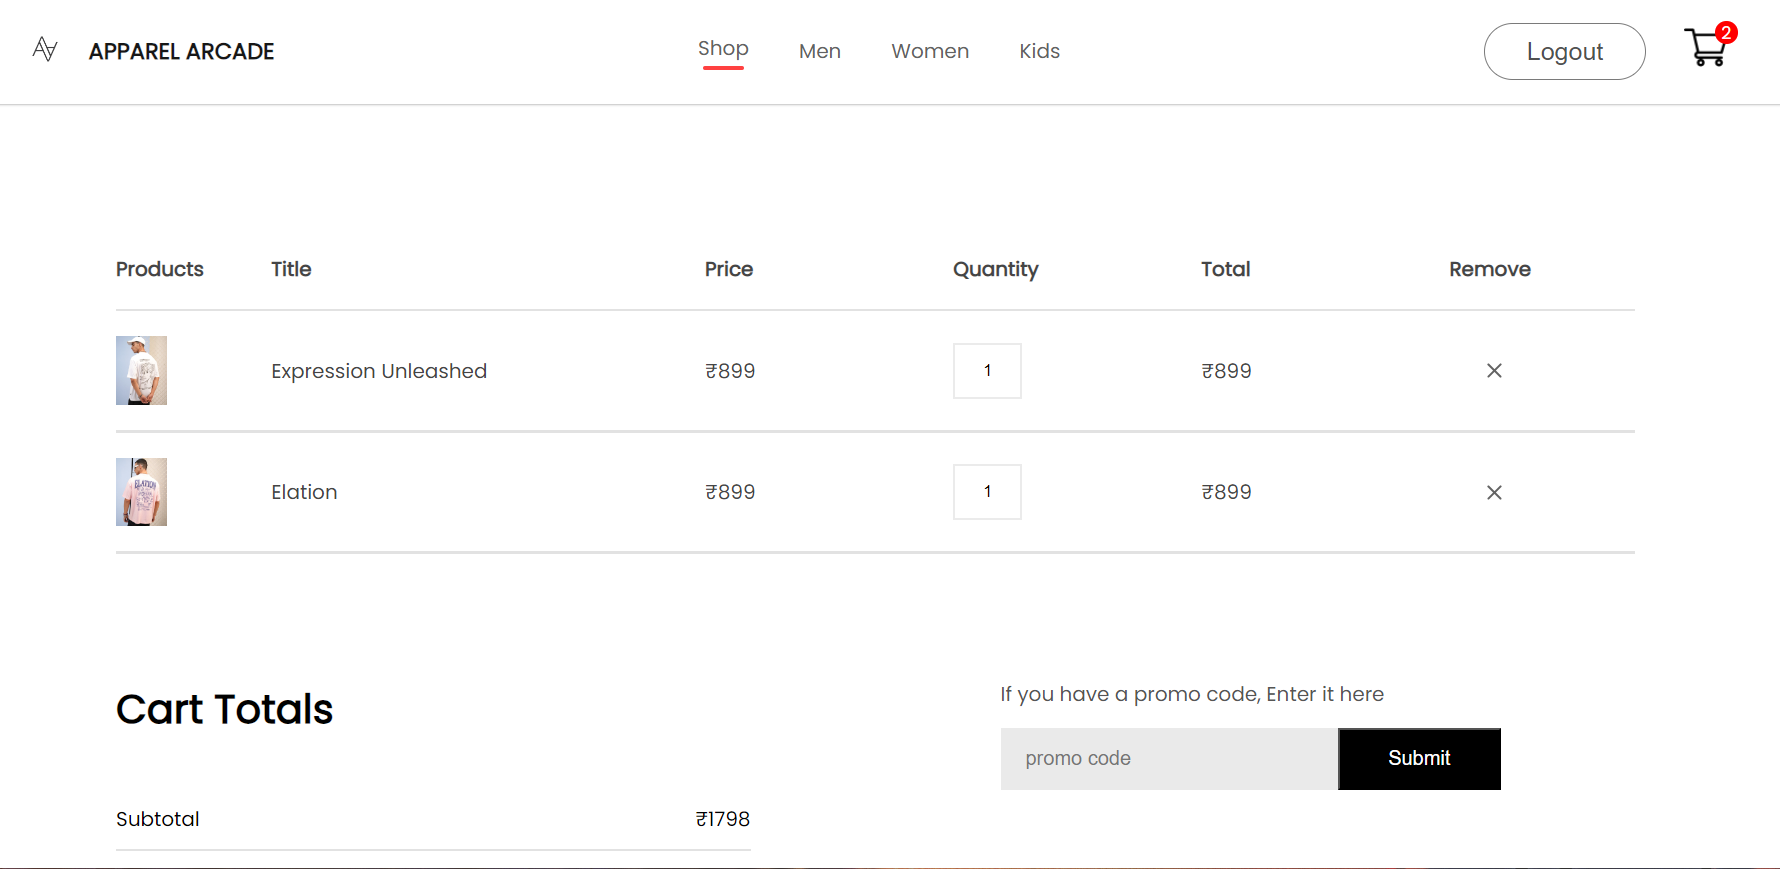 APPAREL ARCADE
Shop Men Women Kids
Logout
2
Products Title Price Quantity Total Remove
Expression Unleashed ₹899 1 ₹899
ELATION
Elation ₹899 1 ₹899
Cart Totals
If you have a promo code, Enter it here
promo code Submit
Subtotal ₹1798